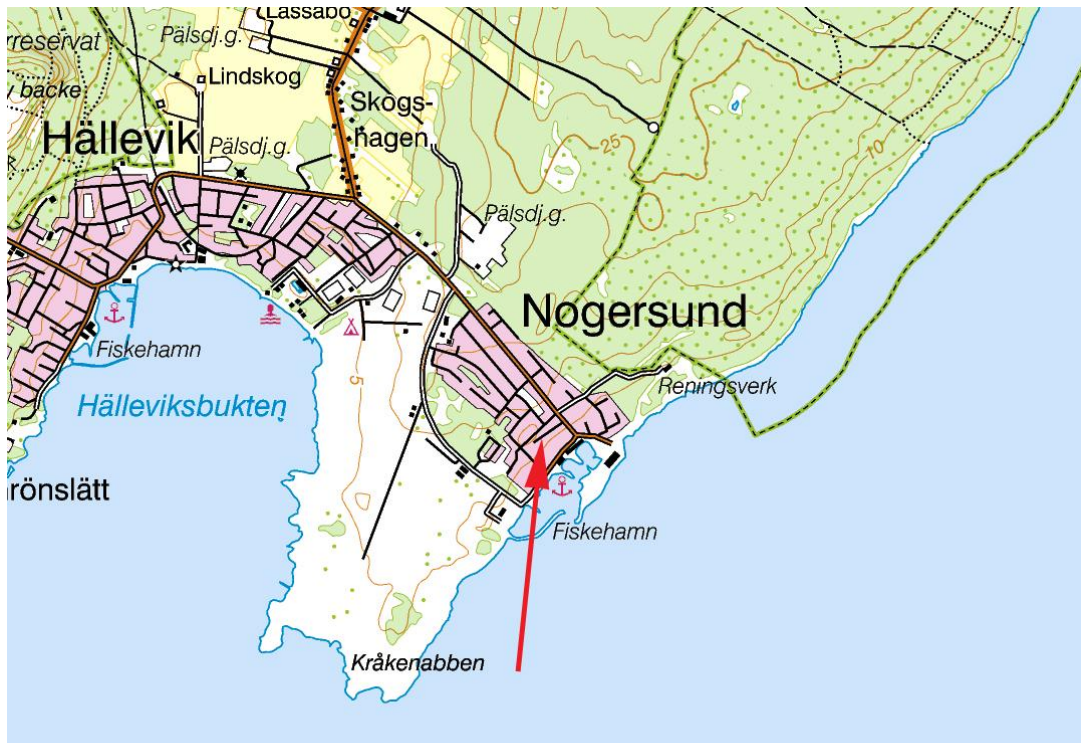 Lassabo
Pälsdj.g.
rreservat
Lindskog
y backe
Skogs-
hagen
Hällevik
Pälsdj.g.
25
10
Pälsdj.g.
Nogersund
Fiskehamn
5
Reningsverk
Hälleviksbukten
rönslätt
Fiskehamn
Kråkenabben